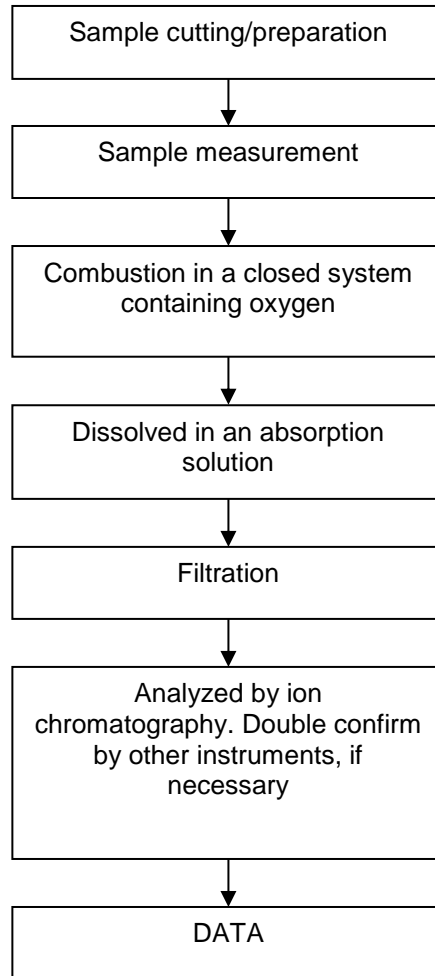 Sample cutting/preparation
Sample measurement
Combustion in a closed system
containing oxygen
Dissolved in an absorption
solution
Filtration
Analyzed by ion
chromatography. Double confirm
by other instruments, if
necessary
DATA